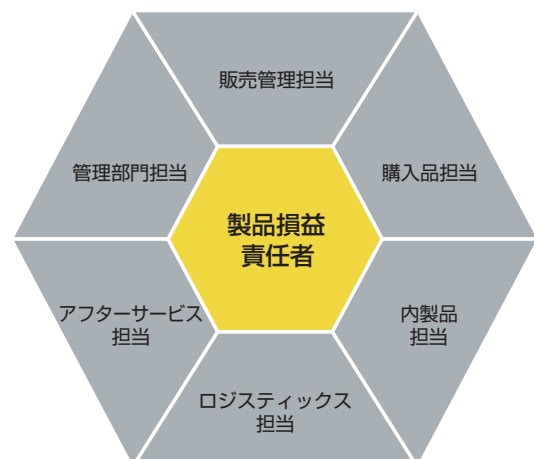 販売管理担当
管理部門担当
購入品担当
製品損益
責任者
アフターサービス
担当
内製品
担当
ロジスティックス
担当